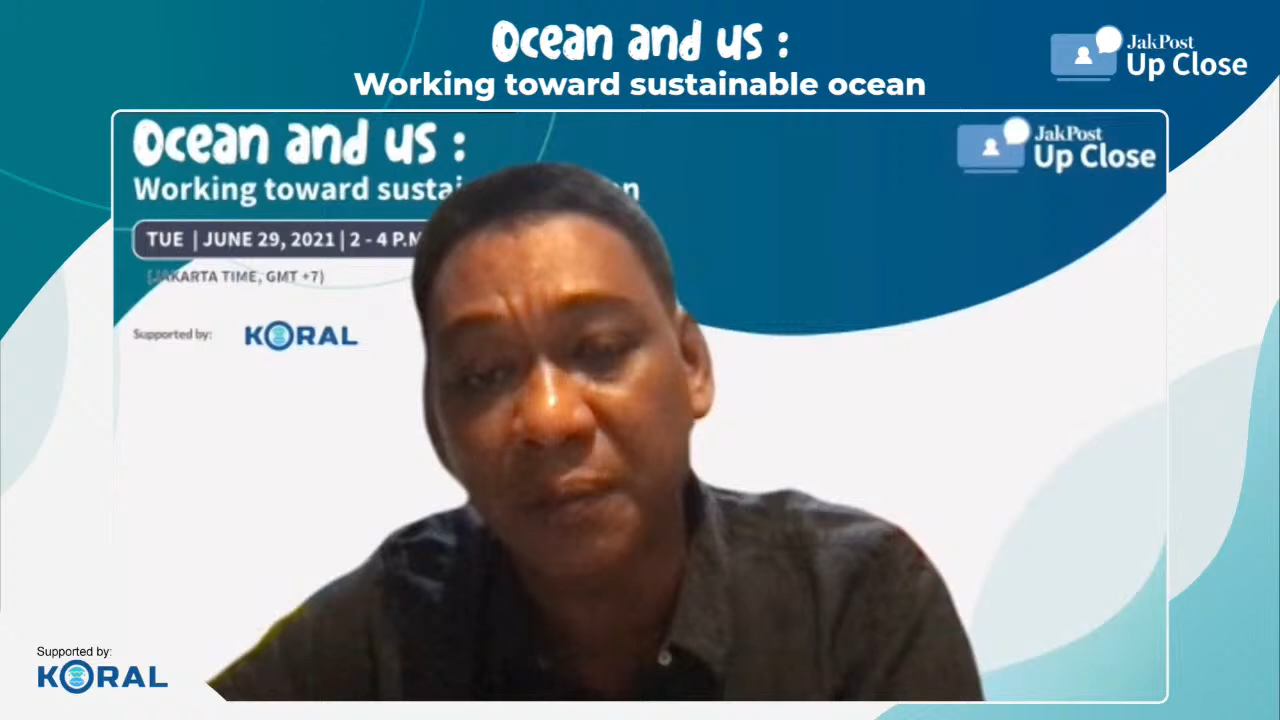 Ocean and us :
Working toward sustainable ocean
JakPost
Up Close
Ocean and us :
JakPost
Up Close
Working toward
TUE | JUNE 29, 2021 | 2 - 4
(JAKARTA TIME, GMT +7)
Supported by:
KORAL
Supported by:
KORAL